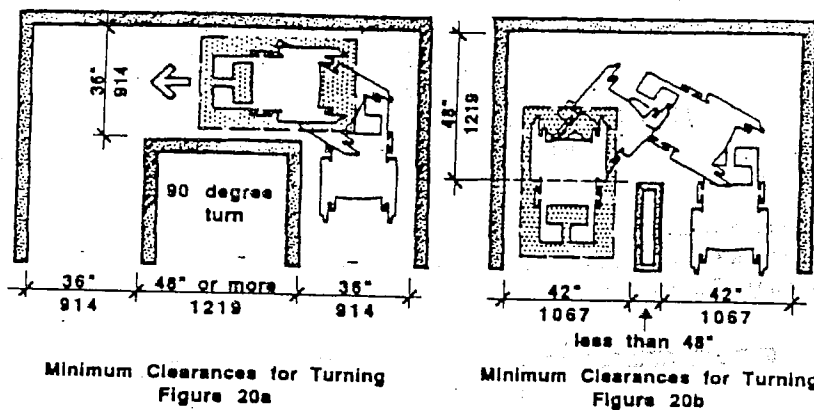 36"
914
90 degree
turn
36"
914
48" or more
1219
36"
914
Minimum Clearances for Turning
Figure 20a
48"
1219
42"
1067
42"
1067
less than 48"
Minimum Clearances for Turning
Figure 20b